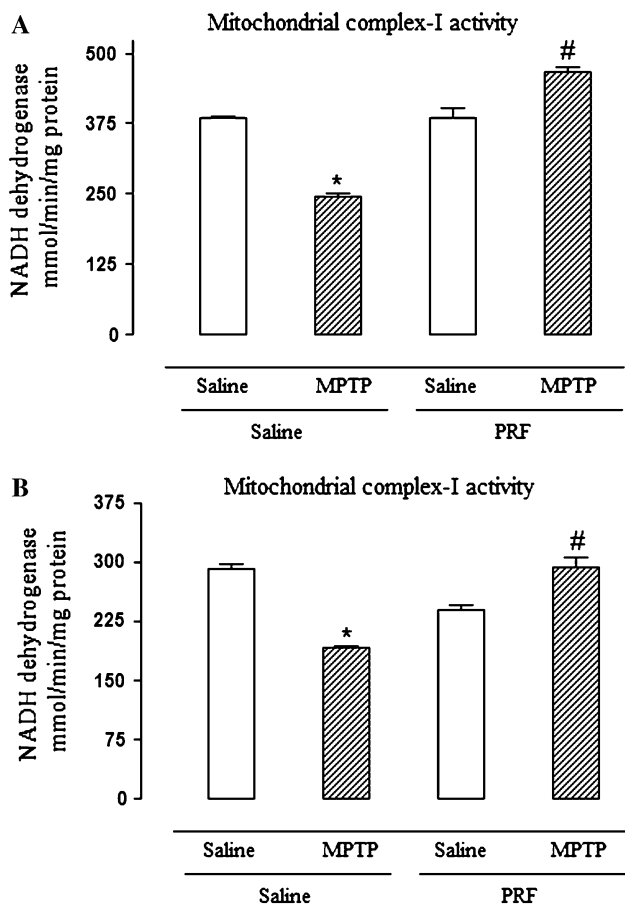 A
Mitochondrial complex-I activity
NADH dehydrogenase
mmol/min/mg protein
500
375
250
125
0
*
#
Saline MPTP Saline MPTP
Saline PRF
B
Mitochondrial complex-I activity
NADH dehydrogenase
mmol/min/mg protein
375
300
225
150
75
0
*
#
Saline MPTP Saline MPTP
Saline PRF